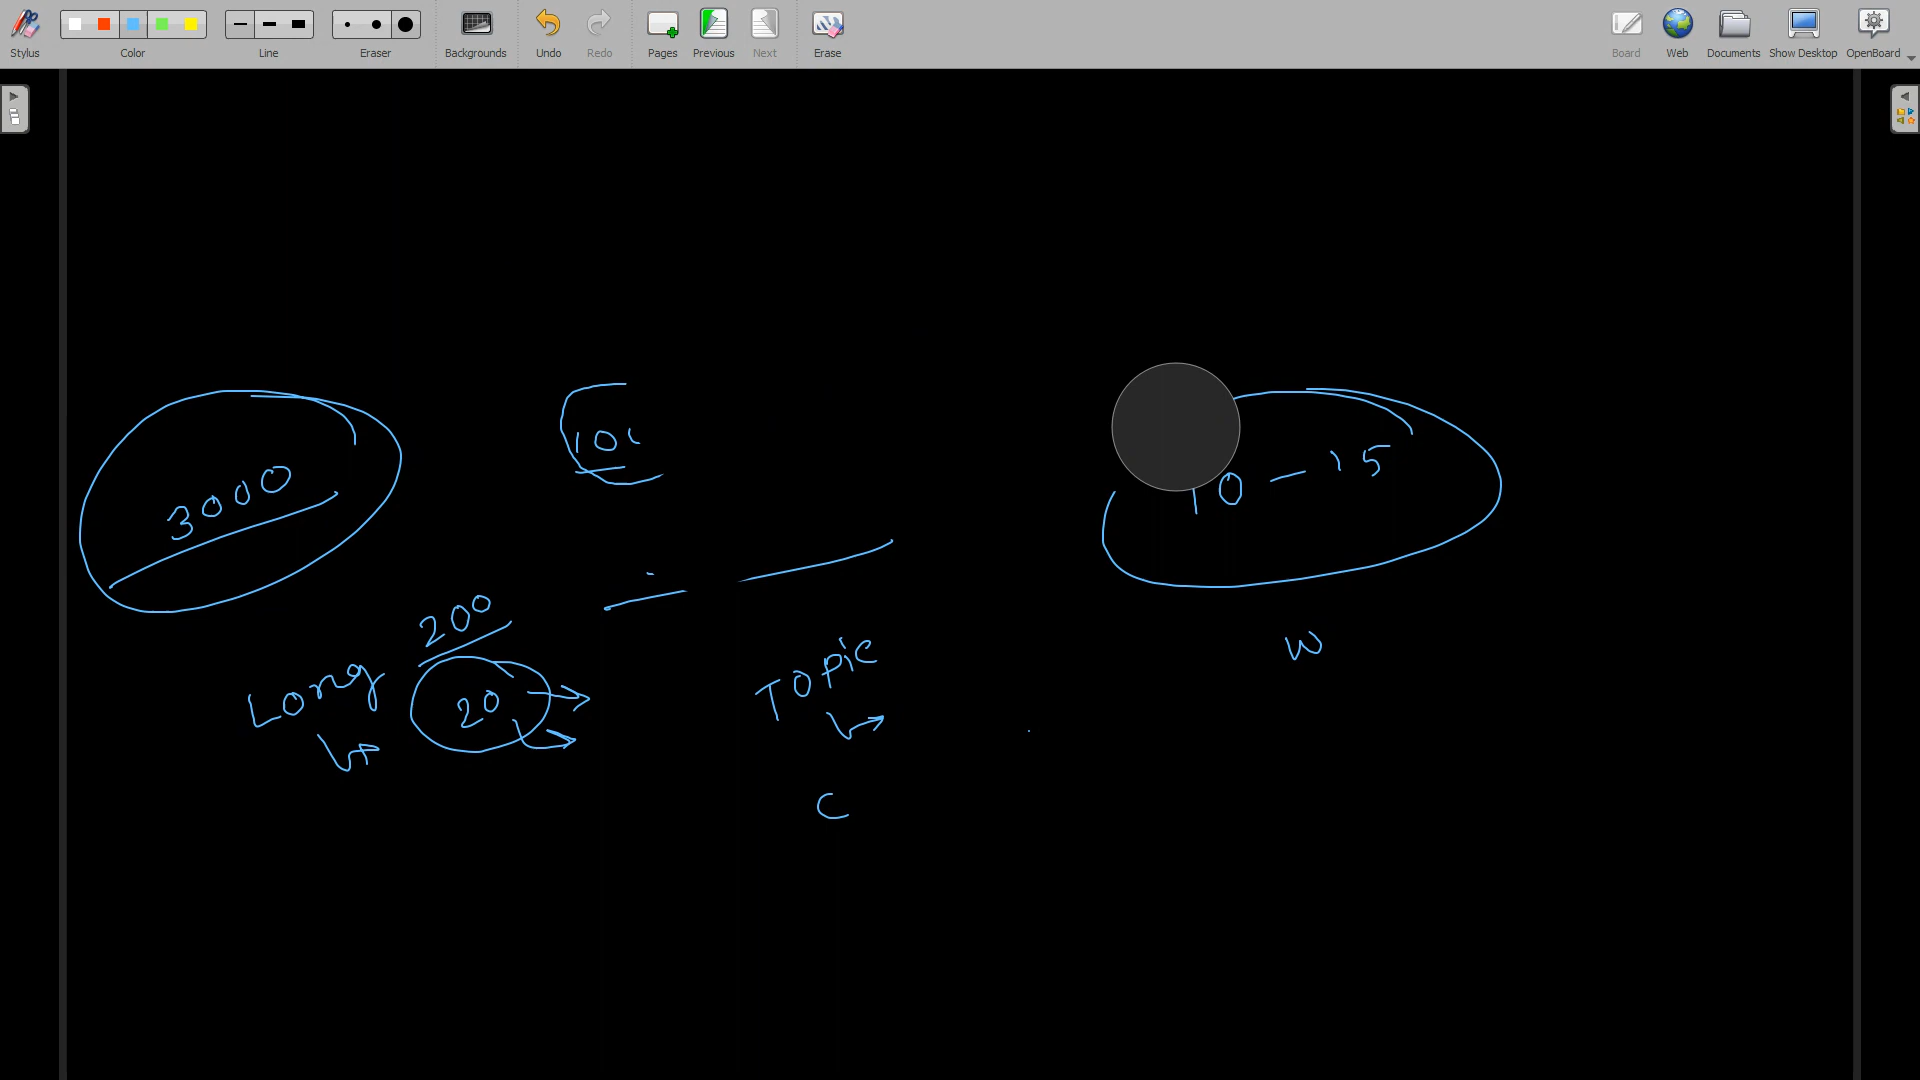 Stylus Color Line Eraser Backgrounds Undo Redo Pages Previous Next Erase Board Web Documents Show Desktop OpenBoard
3000
10
10 - 15
200
Long 20 Topic
W
C